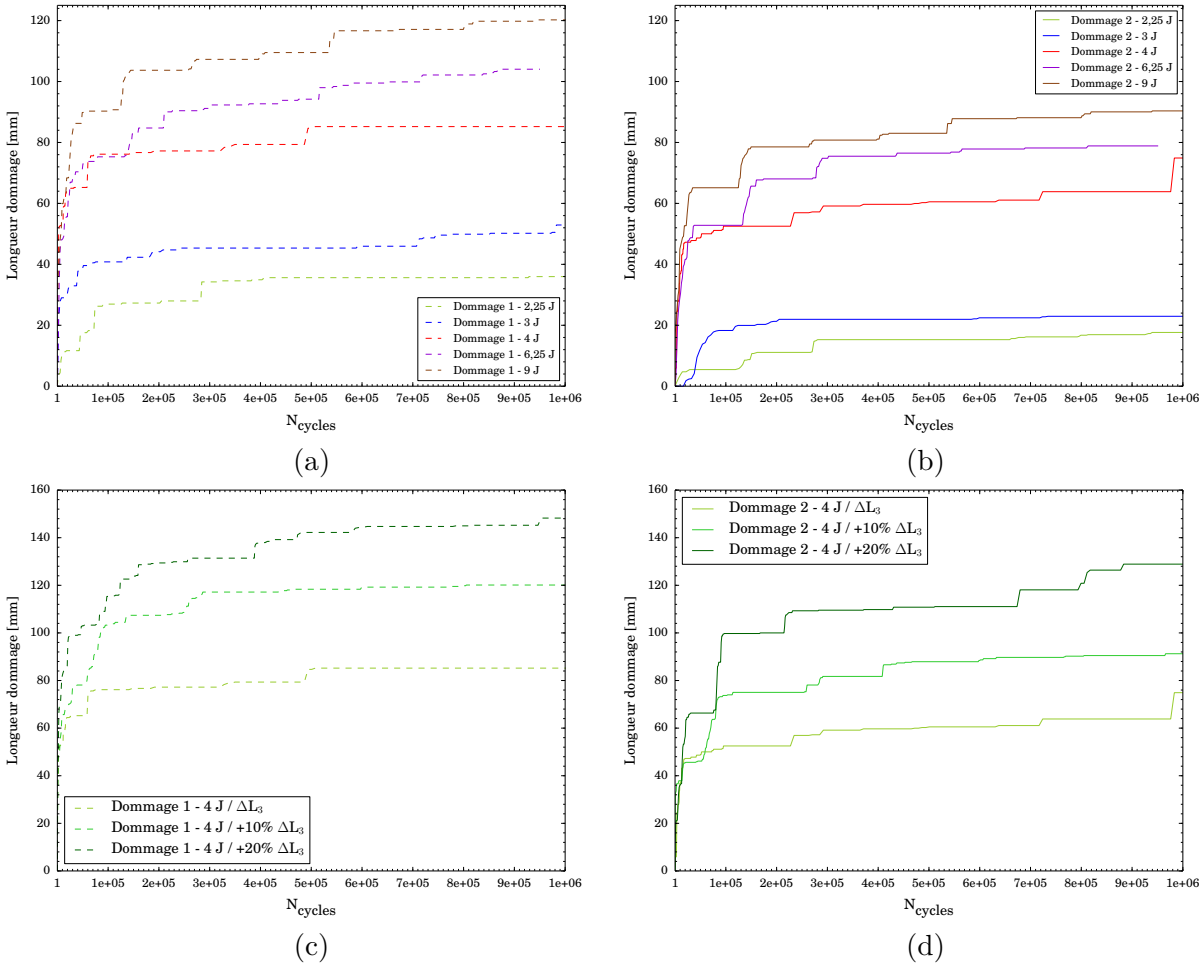 120
100
80
60
40
20
0
Longueur dommage [mm]
Dommage 1 - 2,25 J
Dommage 1 - 3 J
Dommage 1 - 4 J
Dommage 1 - 6,25 J
Dommage 1 - 9 J
1 1e+05 2e+05 3e+05 4e+05 5e+05 6e+05 7e+05 8e+05 9e+05 1e+06
Ncycles
(a)
120
100
80
60
40
20
0
Longueur dommage [mm]
Dommage 2 - 2,25 J
Dommage 2 - 3 J
Dommage 2 - 4 J
Dommage 2 - 6,25 J
Dommage 2 - 9 J
1 1e+05 2e+05 3e+05 4e+05 5e+05 6e+05 7e+05 8e+05 9e+05 1e+06
Ncycles
(b)
160
140
120
100
80
60
40
20
0
Longueur dommage [mm]
Dommage 1 - 4 J / ΔL₃
Dommage 1 - 4 J / +10% ΔL₃
Dommage 1 - 4 J / +20% ΔL₃
1 1e+05 2e+05 3e+05 4e+05 5e+05 6e+05 7e+05 8e+05 9e+05 1e+06
Ncycles
(c)
160
140
120
100
80
60
40
20
0
Longueur dommage [mm]
Dommage 2 - 4 J / ΔL₃
Dommage 2 - 4 J / +10% ΔL₃
Dommage 2 - 4 J / +20% ΔL₃
1 1e+05 2e+05 3e+05 4e+05 5e+05 6e+05 7e+05 8e+05 9e+05 1e+06
Ncycles
(d)